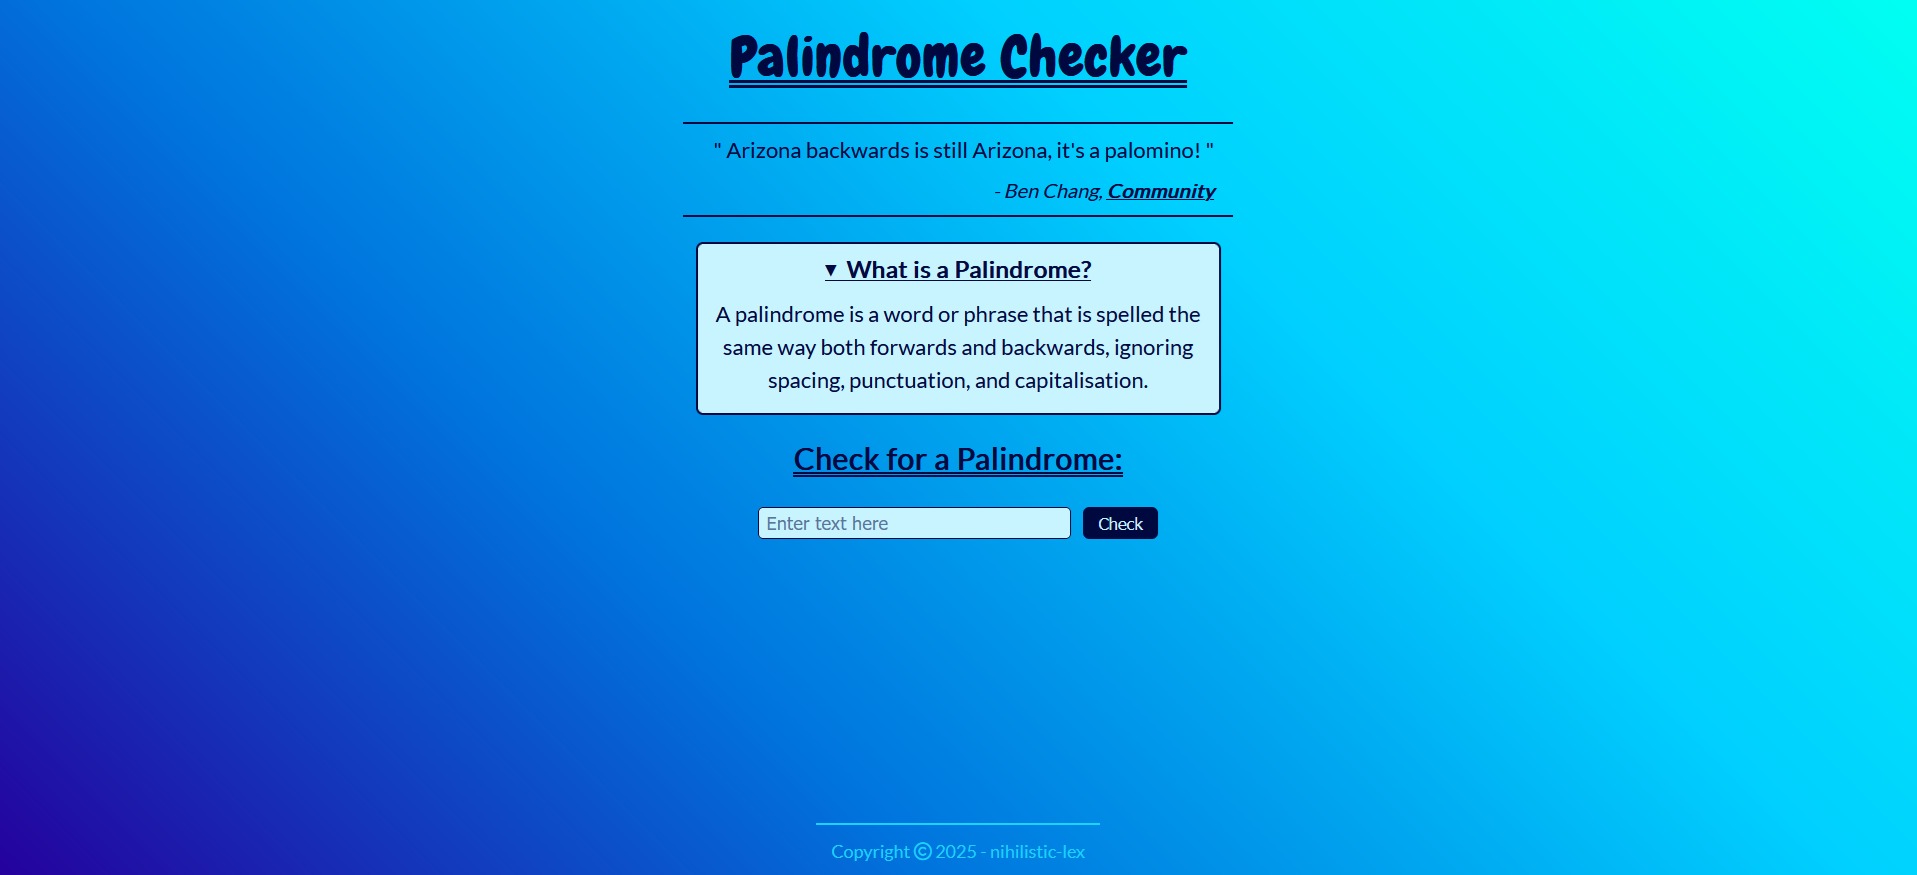 Palindrome Checker
" Arizona backwards is still Arizona, it's a palomino! "
- Ben Chang, Community
▼ What is a Palindrome?
A palindrome is a word or phrase that is spelled the
same way both forwards and backwards, ignoring
spacing, punctuation, and capitalisation.
Check for a Palindrome:
Enter text here Check
Copyright © 2025 - nihilistic-lex